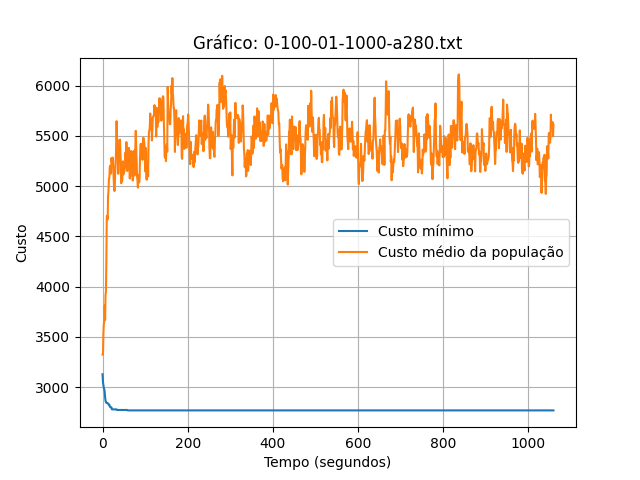 Gráfico: 0-100-01-1000-a280.txt
6000
5500
5000
4500
4000
3500
3000
Custo
Custo mínimo
Custo médio da população
0 200 400 600 800 1000
Tempo (segundos)